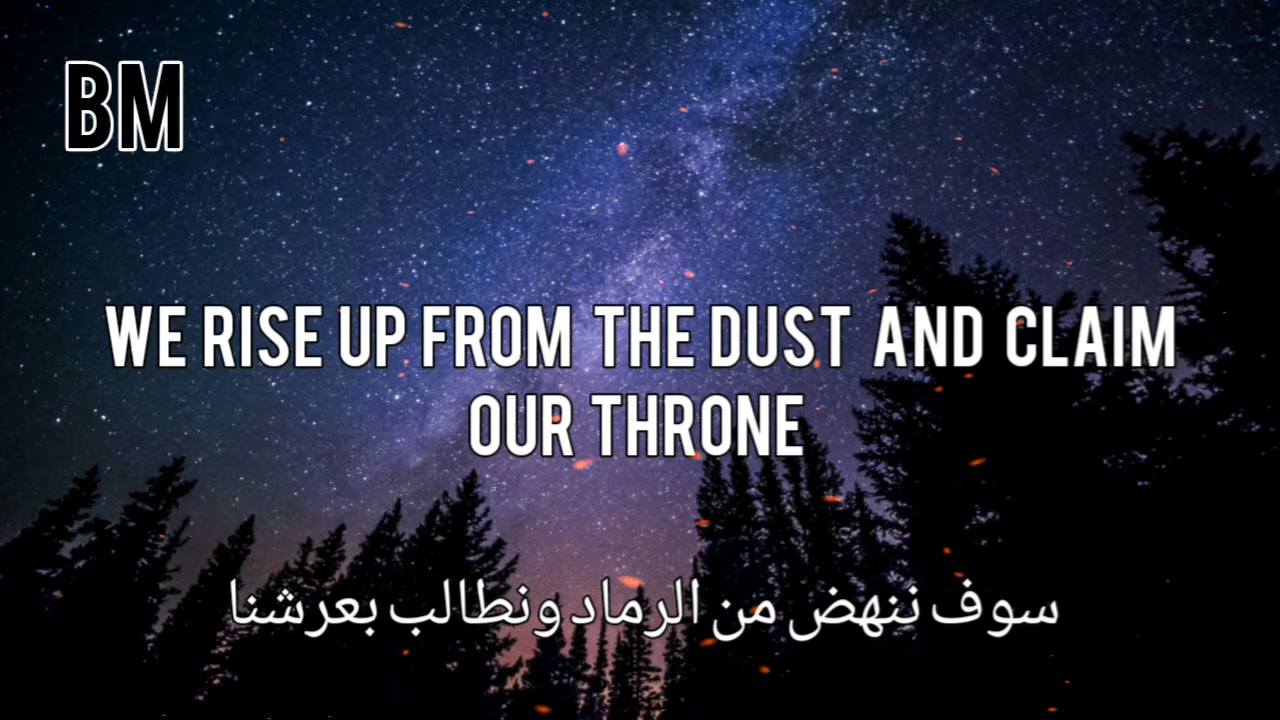 BM
WE RISE UP FROM THE DUST AND CLAIM
OUR THRONE
سوف ننهض من الرماد ونطالب بعرشنا